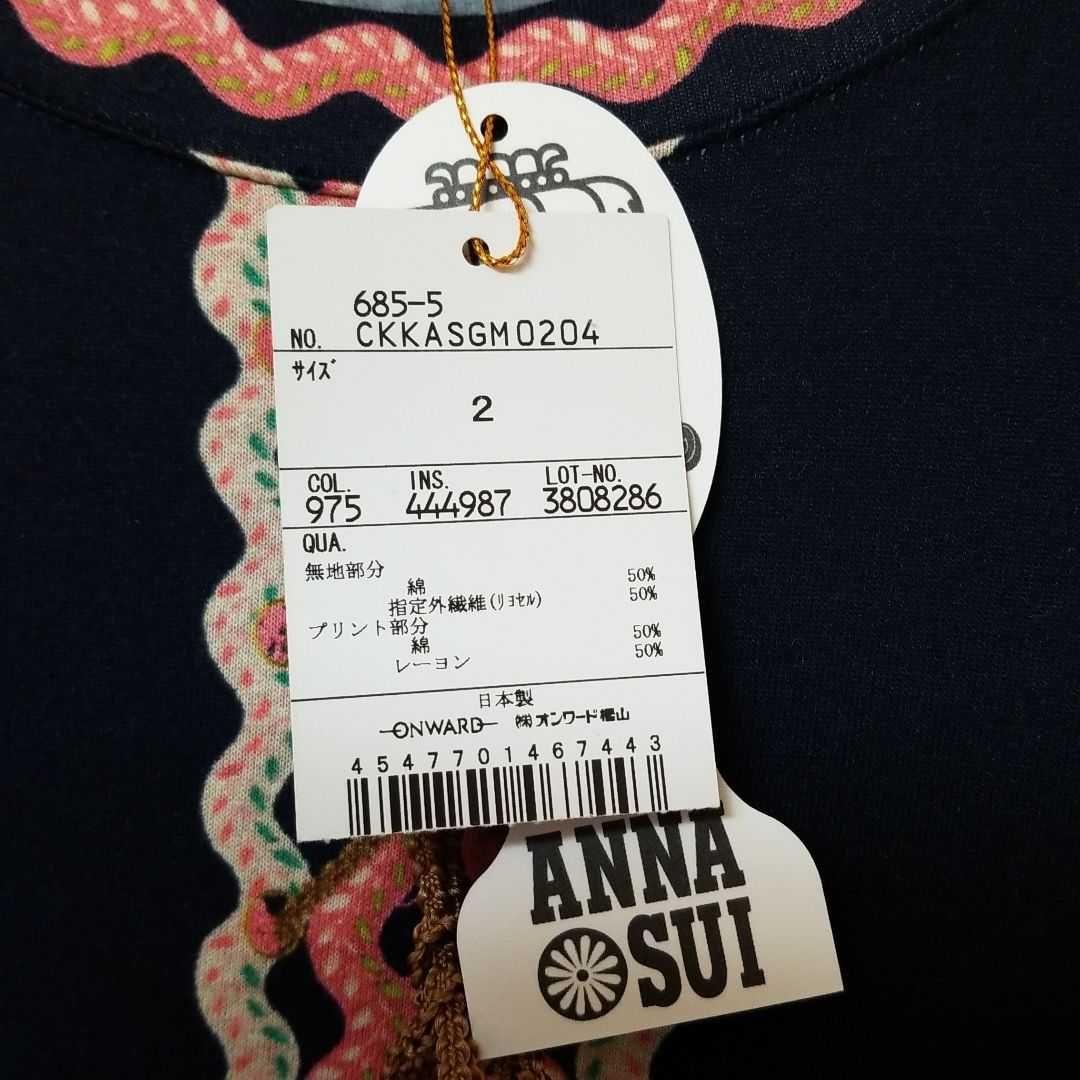 685-5
NO. CKKASGM0204
サイズ
2
COL. INS. LOT-NO.
975 444987 3808286
QUA.
無地部分
綿 50%
指定外繊維(リヨセル) 50%
プリント部分
綿 50%
レーヨン 50%
日本製
ONWARD ㈱オンワード樫山
4547701467443
ANNA
SUI